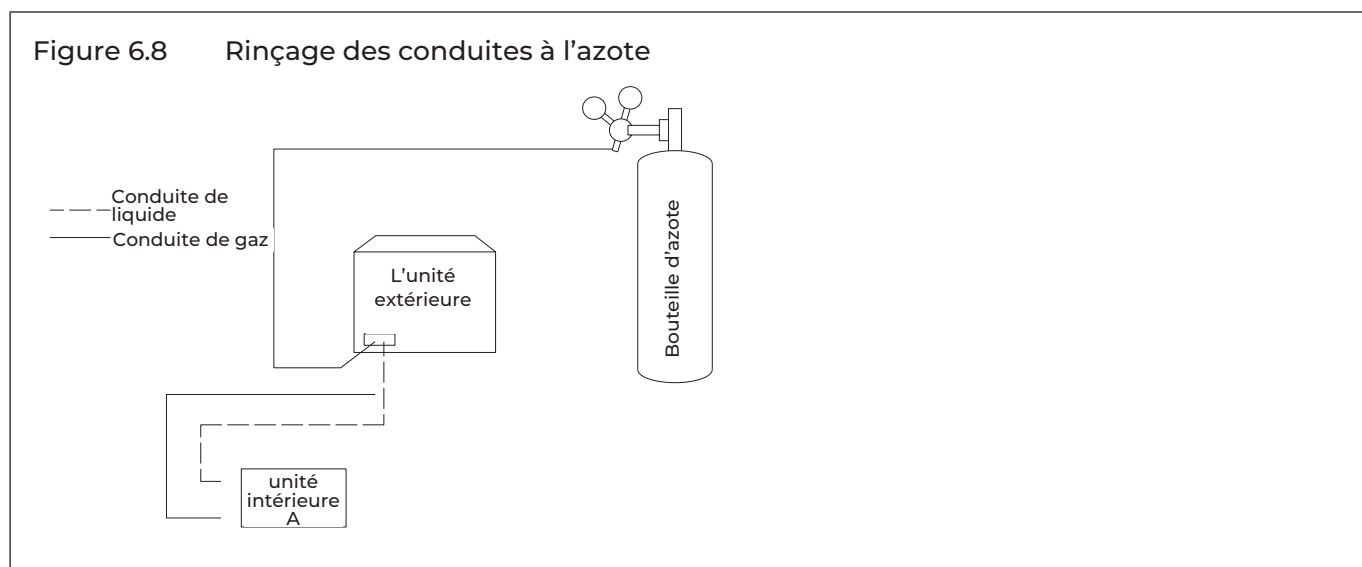 Figure 6.8 Rinçage des conduites à l’azote
Conduite de
liquide
Conduite de gaz
L’unité
extérieure
Bouteille d’azote
unité
intérieure
A